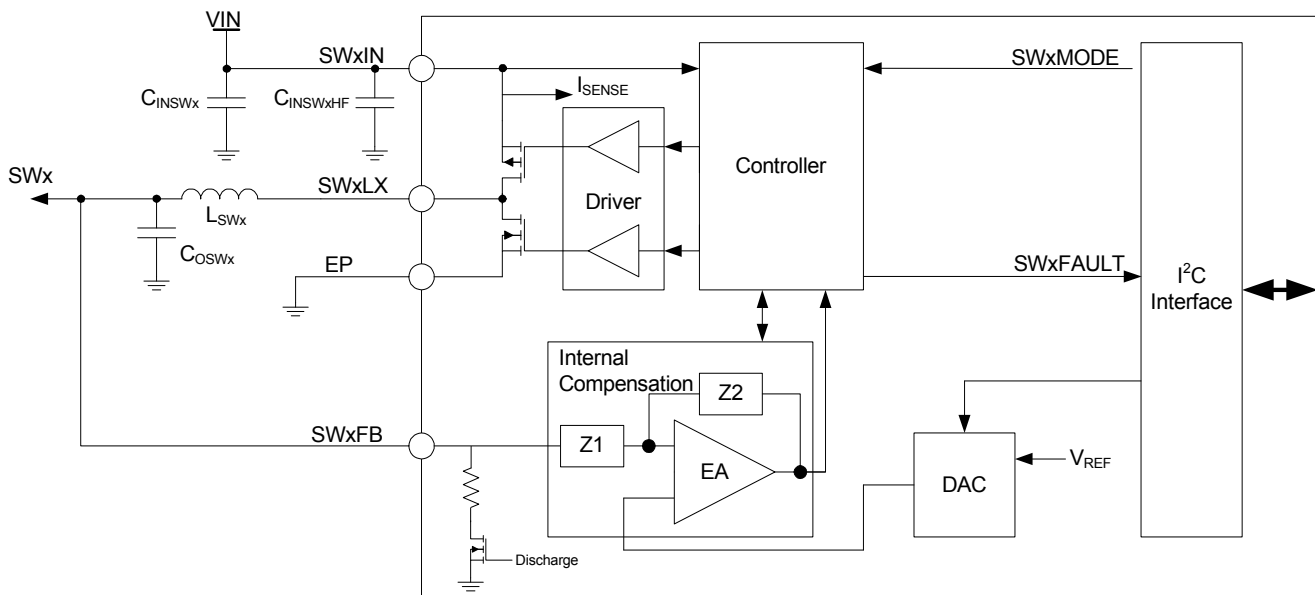 VIN
SWxIN
SWxMODE
CINSWx
CINSWxHF
ISENSE
Controller
SWx
SWxLX
Driver
LSWx
COSWx
EP
SWxFAULT
I2C
Interface
Internal
Compensation
Z2
SWxFB
Z1
EA
VREF
DAC
Discharge